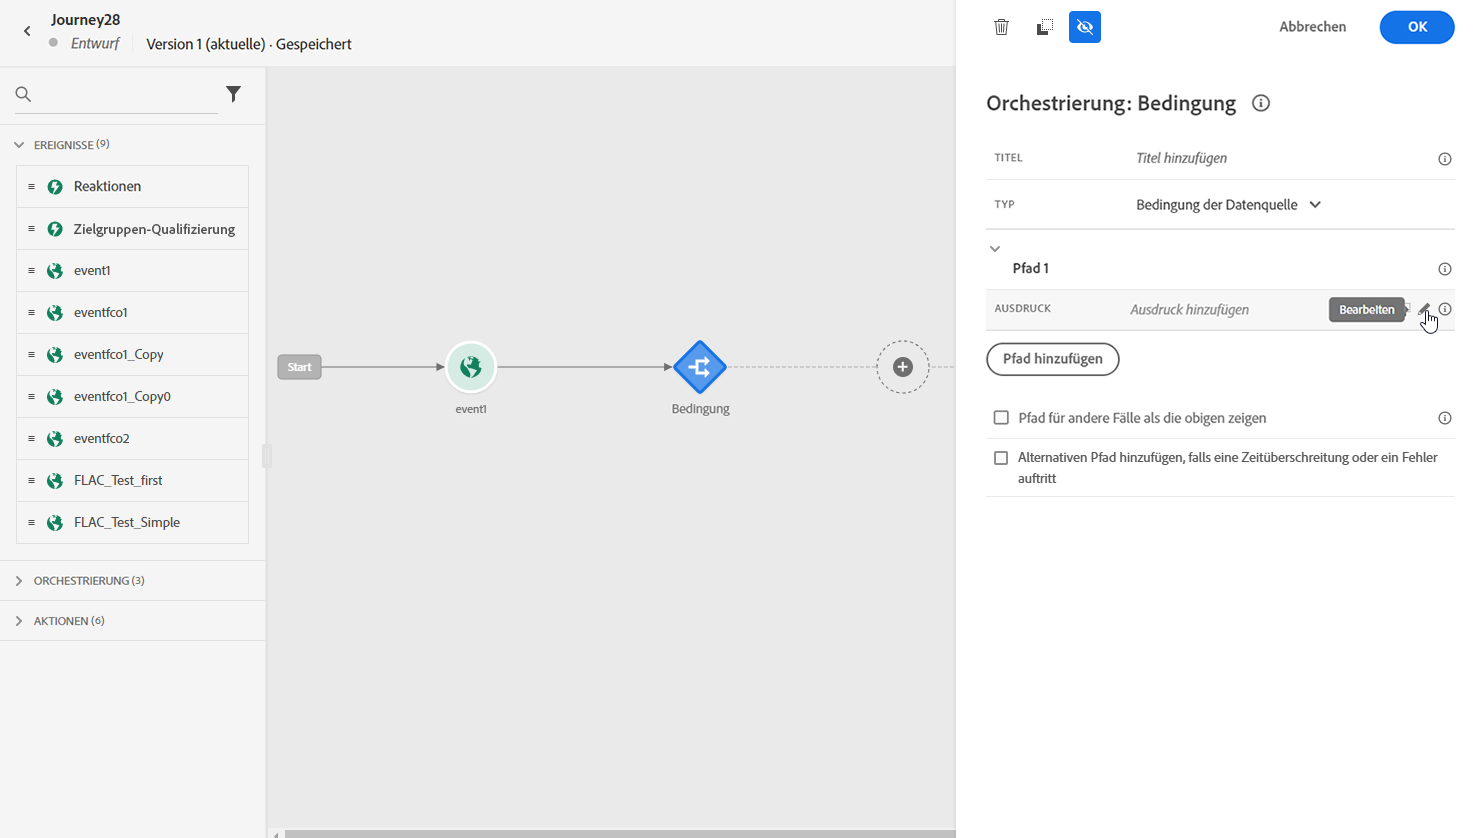 Journey28
Entwurf
Version 1 (aktuelle) · Gespeichert
EREIGNISSE (9)
Reaktionen
Zielgruppen-Qualifizierung
event1
eventfco1
eventfco1_Copy
eventfco1_Copy0
eventfco2
FLAC_Test_first
FLAC_Test_Simple
ORCHESTRIERUNG (3)
AKTIONEN (6)
Start
event1
Bedingung
Abbrechen
OK
Orchestrierung: Bedingung
TITEL
Titel hinzufügen
TYP
Bedingung der Datenquelle
Pfad 1
AUSDRUCK
Ausdruck hinzufügen
Bearbeiten
Pfad hinzufügen
Pfad für andere Fälle als die obigen zeigen
Alternativen Pfad hinzufügen, falls eine Zeitüberschreitung oder ein Fehler
auftritt